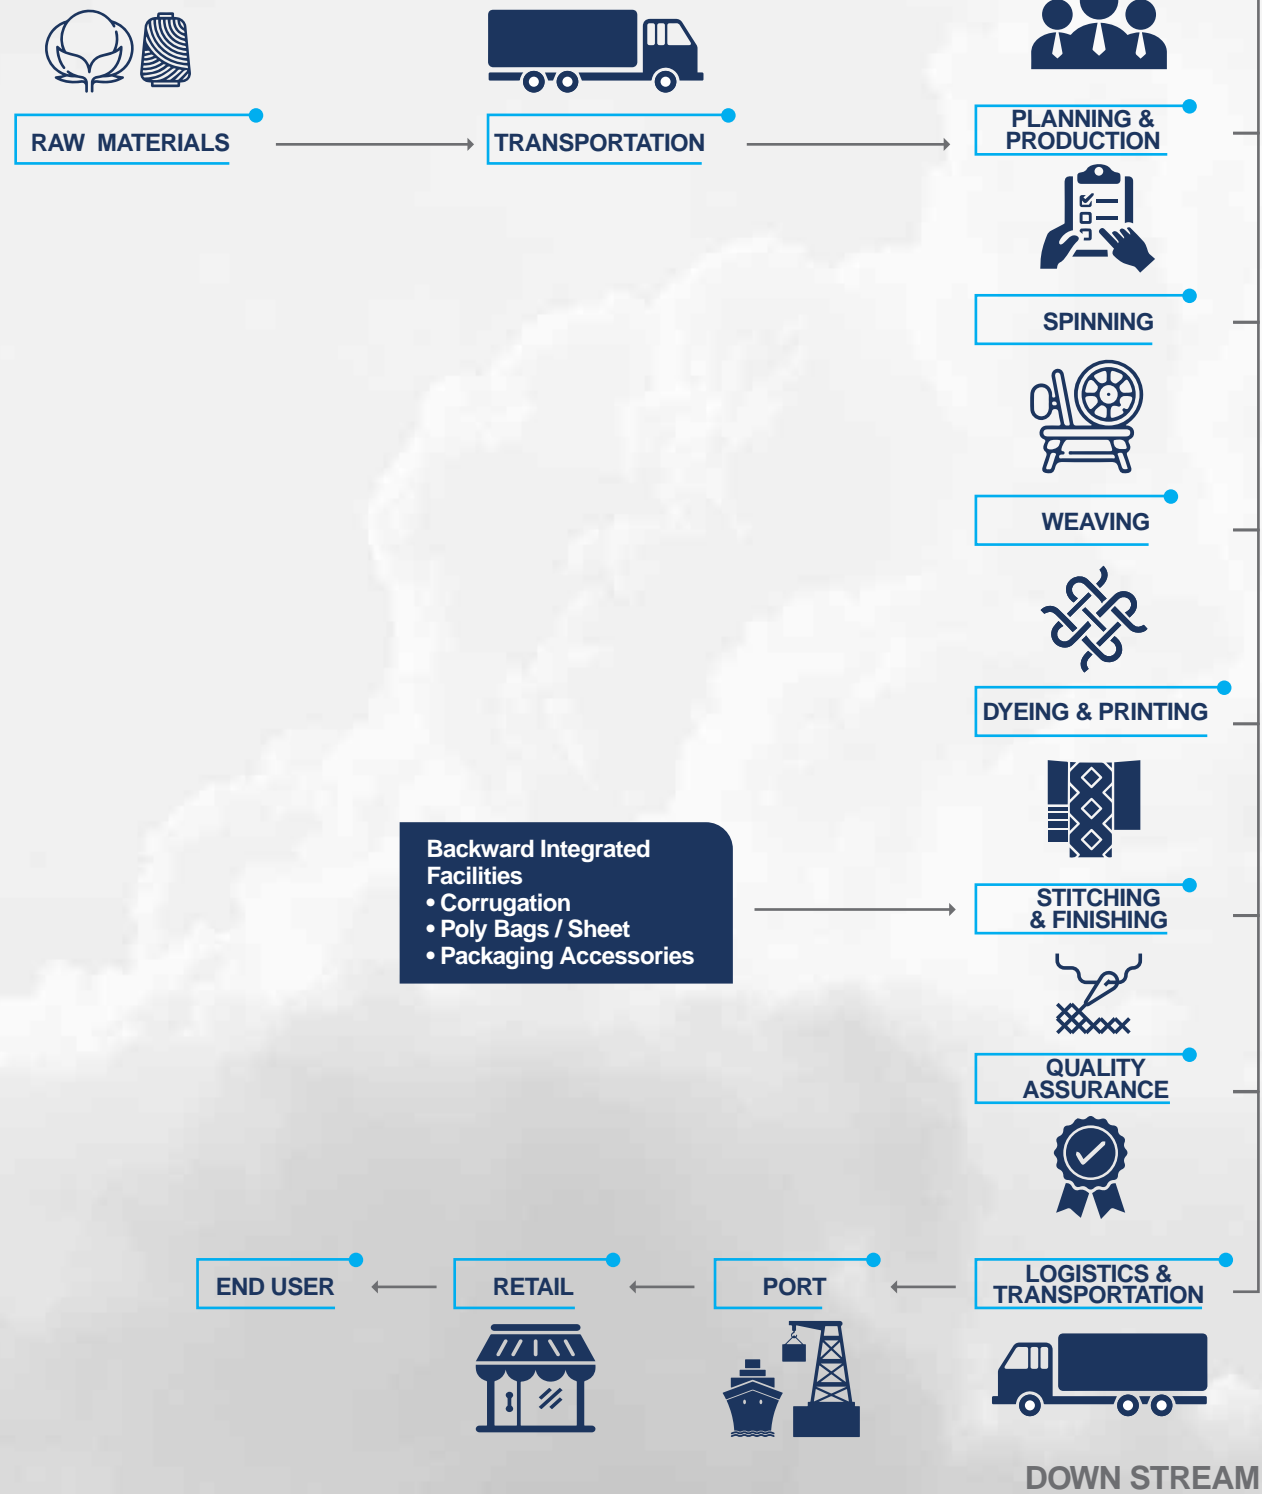 RAW MATERIALS
TRANSPORTATION
PLANNING &
PRODUCTION
SPINNING
WEAVING
DYEING & PRINTING
Backward Integrated
Facilities
• Corrugation
• Poly Bags / Sheet
• Packaging Accessories
STITCHING
& FINISHING
QUALITY
ASSURANCE
END USER
RETAIL
PORT
LOGISTICS &
TRANSPORTATION
DOWN STREAM